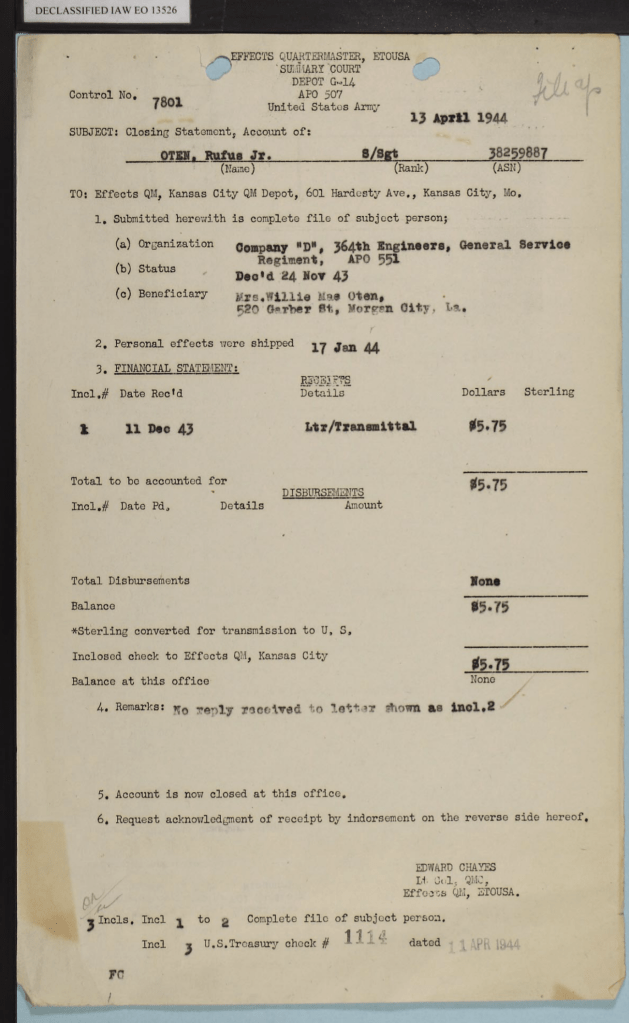 DECLASSIFIED IAW EO 13526
EFFECTS QUARTERMASTER, ETOUSA
SUMMARY COURT
DEPOT G-14
Control No. 7801 APO 507
United States Army
13 April 1944
SUBJECT: Closing Statement, Account of:
OTEN, Rufus Jr. S/Sgt 38259887
(Name) (Rank) (ASN)
TO: Effects QM, Kansas City QM Depot, 601 Hardesty Ave., Kansas City, Mo.
1. Submitted herewith is complete file of subject person;
(a) Organization Company "D", 364th Engineers, General Service
Regiment, APO 551
(b) Status Dec'd 24 Nov 43
(c) Beneficiary Mrs.Willie Mae Oten,
520 Garber St, Morgan City, La.
2. Personal effects were shipped 17 Jan 44
3. FINANCIAL STATEMENT:
RECEIPTS
Incl.# Date Rec'd Details Dollars Sterling
1 11 Dec 43 Ltr/Transmittal $5.75
Total to be accounted for $5.75
DISBURSEMENTS
Incl.# Date Pd. Details Amount
Total Disbursements None
Balance $5.75
*Sterling converted for transmission to U. S.
Inclosed check to Effects QM, Kansas City $5.75
Balance at this office None
4. Remarks: No reply received to letter shown as incl.2
5. Account is now closed at this office.
6. Request acknowledgment of receipt by indorsement on the reverse side hereof.
EDWARD CHAYES
Lt Col, QMC,
Effects QM, ETOUSA.
3 Incls. Incl 1 to 2 Complete file of subject person.
Incl 3 U.S.Treasury check # 1114 dated 11 APR 1944
FC